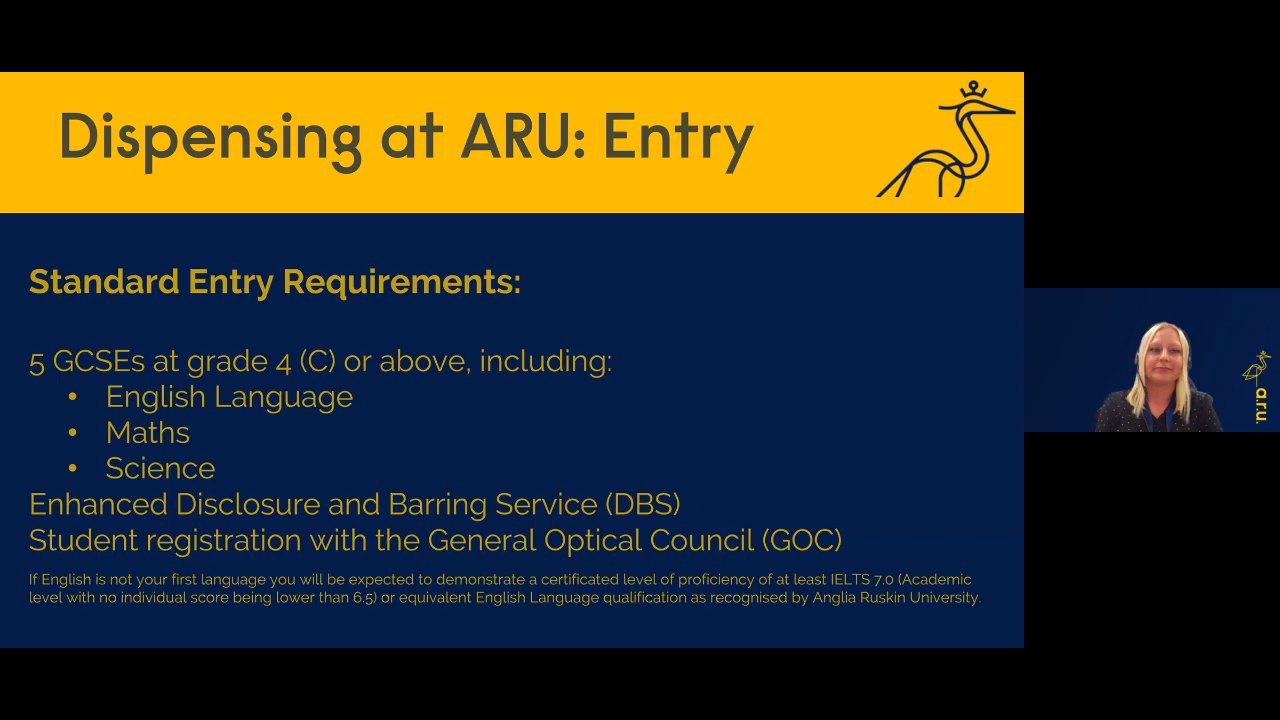 Dispensing at ARU: Entry
Standard Entry Requirements:
5 GCSEs at grade 4 (C) or above, including:
• English Language
• Maths
• Science
Enhanced Disclosure and Barring Service (DBS)
Student registration with the General Optical Council (GOC)
If English is not your first language you will be expected to demonstrate a certificated level of proficiency of at least IELTS 7.0 (Academic
level with no individual score being lower than 6.5) or equivalent English Language qualification as recognised by Anglia Ruskin University.
a.r.u.